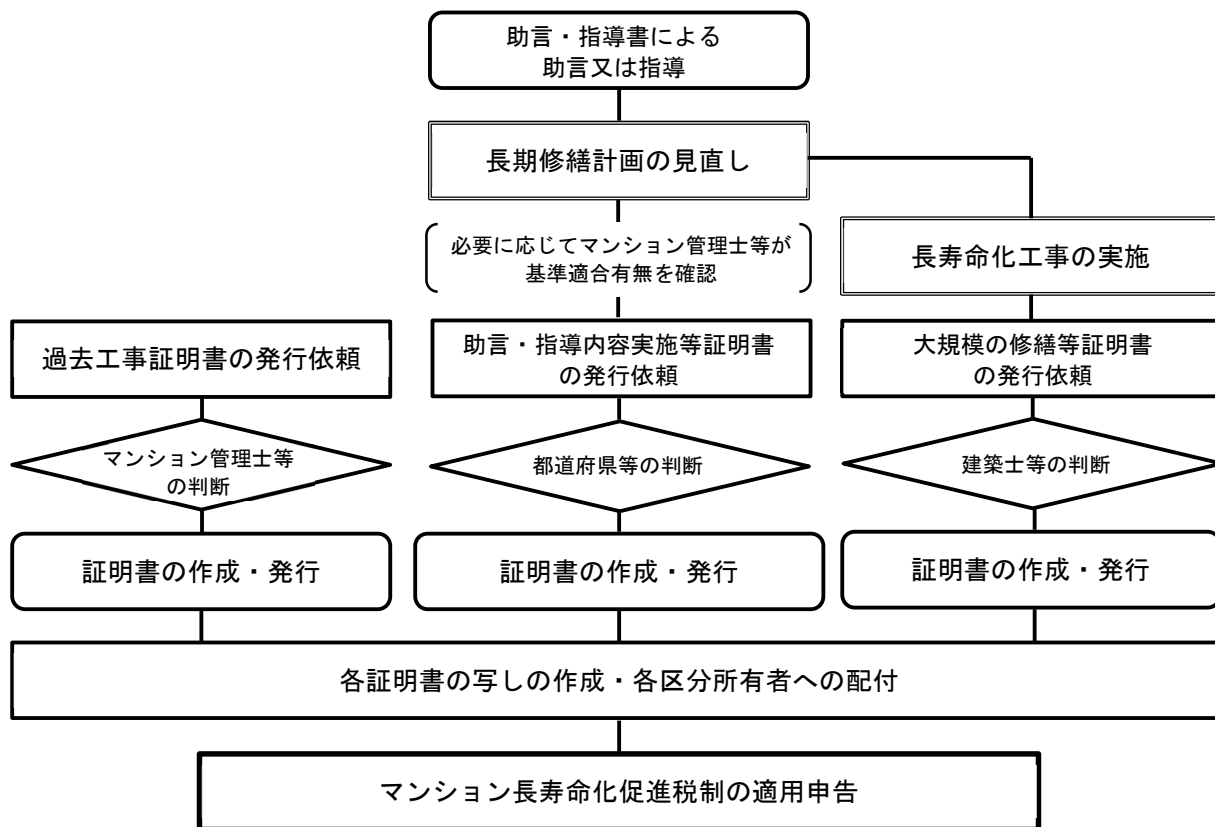 助言・指導書による
助言又は指導
長期修繕計画の見直し
必要に応じてマンション管理士等が
基準適合有無を確認
長寿命化工事の実施
過去工事証明書の発行依頼
助言・指導内容実施等証明書
の発行依頼
大規模の修繕等証明書
の発行依頼
マンション管理士等
の判断
都道府県等の判断
建築士等の判断
証明書の作成・発行
証明書の作成・発行
証明書の作成・発行
各証明書の写しの作成・各区分所有者への配付
マンション長寿命化促進税制の適用申告